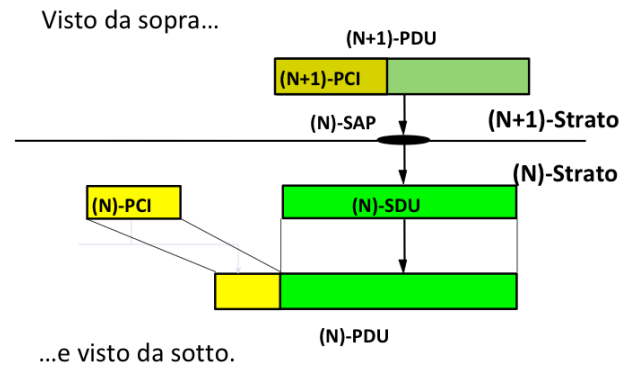 Visto da sopra...
(N+1)-PDU
(N+1)-PCI
(N)-SAP
(N+1)-Strato
(N)-Strato
(N)-PCI
(N)-SDU
(N)-PDU
...e visto da sotto.